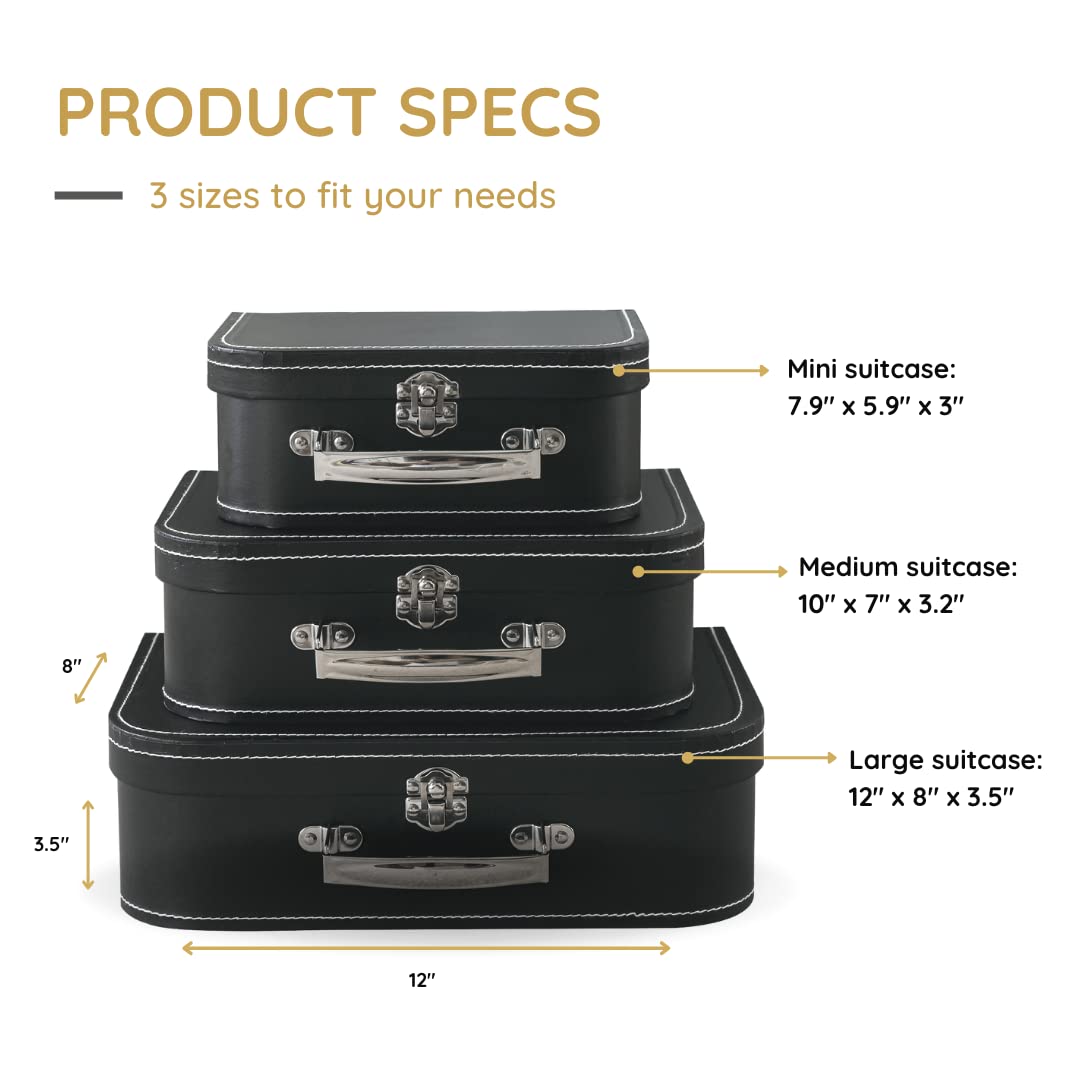 PRODUCT SPECS
3 sizes to fit your needs
Mini suitcase:
7.9" x 5.9" x 3"
Medium suitcase:
10" x 7" x 3.2"
8"
Large suitcase:
12" x 8" x 3.5"
3.5"
12"